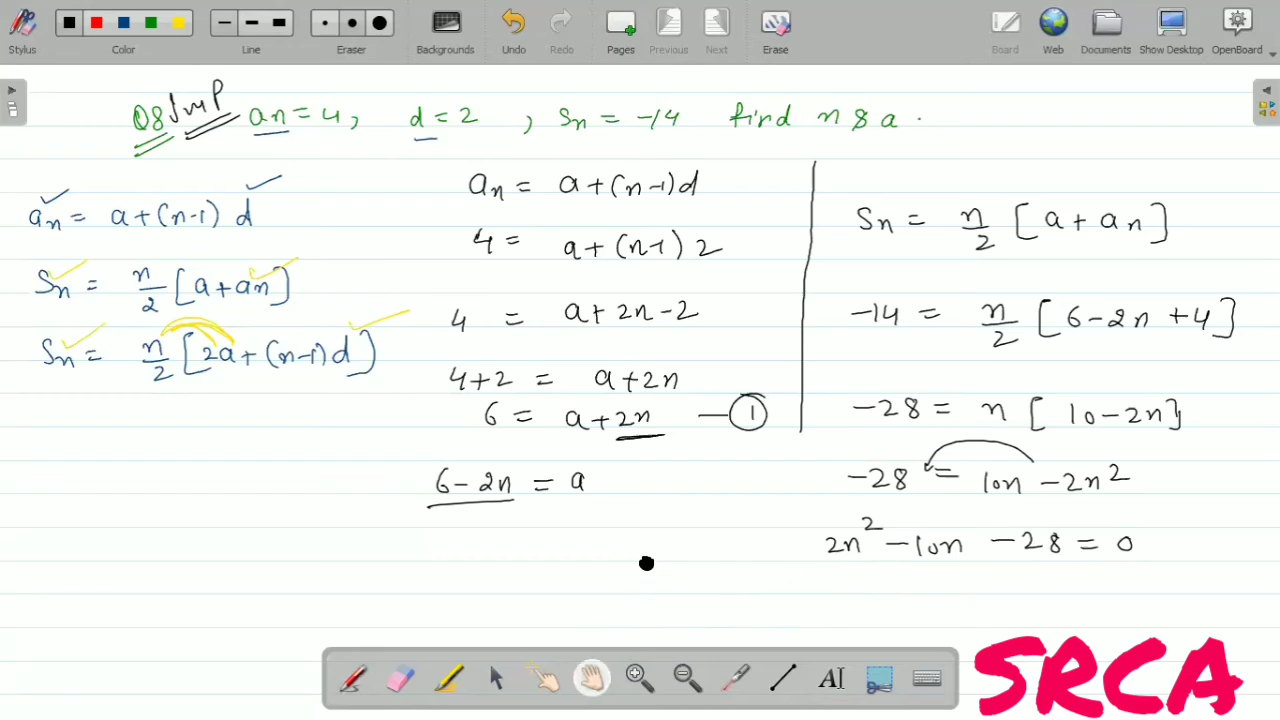 Stylus Color Line Eraser Backgrounds Undo Redo Pages Previous Next Erase Board Web Documents Show Desktop OpenBoard
Q8 Imp an = 4, d = 2, Sn = -14 find n & a.
an = a + (n-1) d
Sn = n/2 [a + an]
Sn = n/2 [2a + (n-1) d]
an = a + (n-1)d
4 = a + (n-1) 2
4 = a + 2n - 2
4+2 = a + 2n
6 = a + 2n — ①
6 - 2n = a
Sn = n/2 [a + an]
-14 = n/2 [6 - 2n + 4]
-28 = n [10 - 2n]
-28 = 10n - 2n²
2n² - 10n - 28 = 0
AI
SRCA